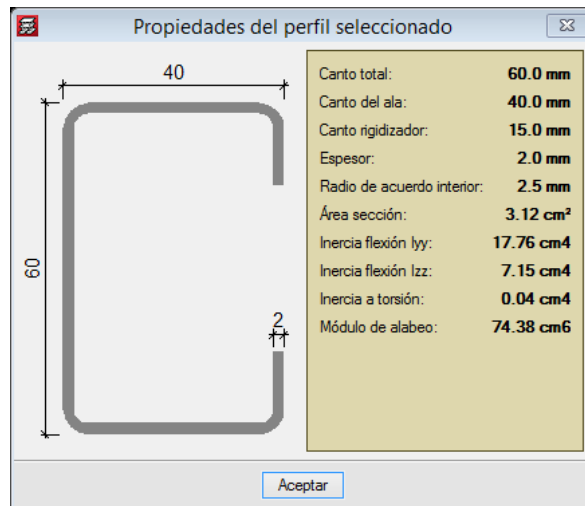 Propiedades del perfil seleccionado
40
60
2
Canto total: 60.0 mm
Canto del ala: 40.0 mm
Canto rigidizador: 15.0 mm
Espesor: 2.0 mm
Radio de acuerdo interior: 2.5 mm
Área sección: 3.12 cm²
Inercia flexión Iyy: 17.76 cm4
Inercia flexión Izz: 7.15 cm4
Inercia a torsión: 0.04 cm4
Módulo de alabeo: 74.38 cm6
Aceptar